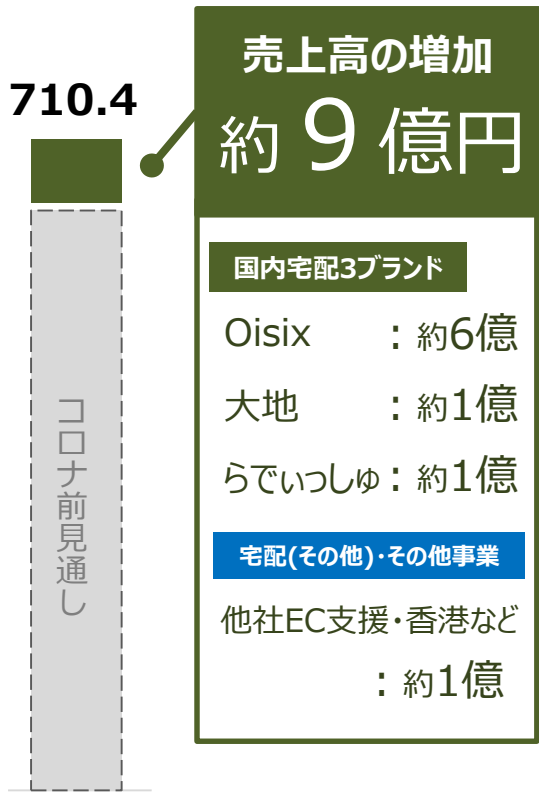 710.4
コロナ前見通し
売上高の増加
約9億円
国内宅配3ブランド
Oisix : 約6億
大地 : 約1億
らでぃっしゅ : 約1億
宅配(その他)・その他事業
他社EC支援・香港など
: 約1億